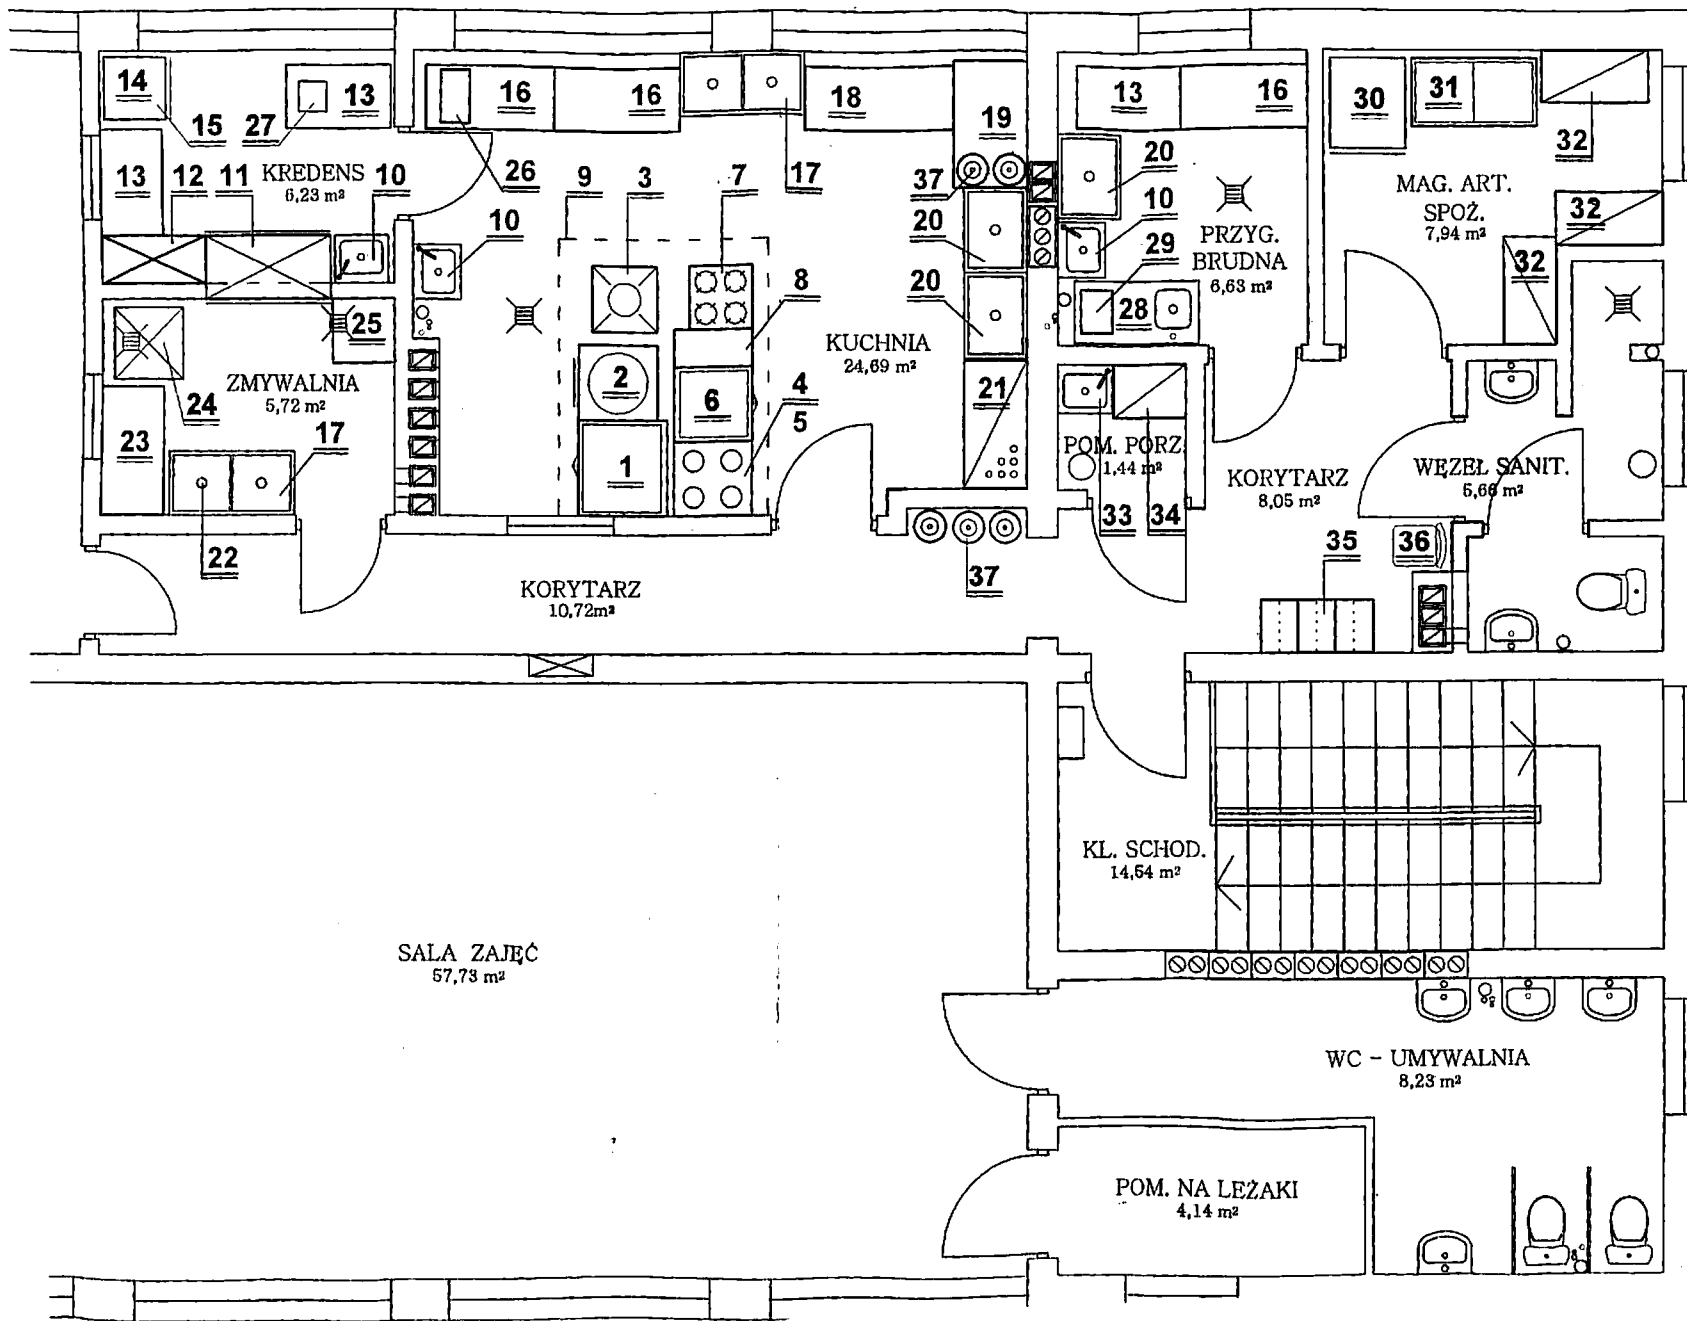 14
13
16
16
18
19
13
16
30
31
15
27
32
13
12
11
KREDENS
6,23 m²
10
26
9
3
7
17
37
20
MAG. ART.
SPOŻ.
7,94 m²
10
20
10
32
PRZYG.
BRUDNA
6,63 m²
29
32
8
20
28
25
KUCHNIA
24,69 m²
ZMYWALNIA
5,72 m²
2
6
4
5
21
24
23
17
1
POM. PORZ.
1,44 m²
KORYTARZ
8,05 m²
WĘZEŁ SANIT.
5,66 m²
33
34
22
35
36
37
KORYTARZ
10,72m²
KL. SCHOD.
14,54 m²
SALA ZAJĘĆ
57,73 m²
WC - UMYWALNIA
8,23 m²
POM. NA LEŻAKI
4,14 m²